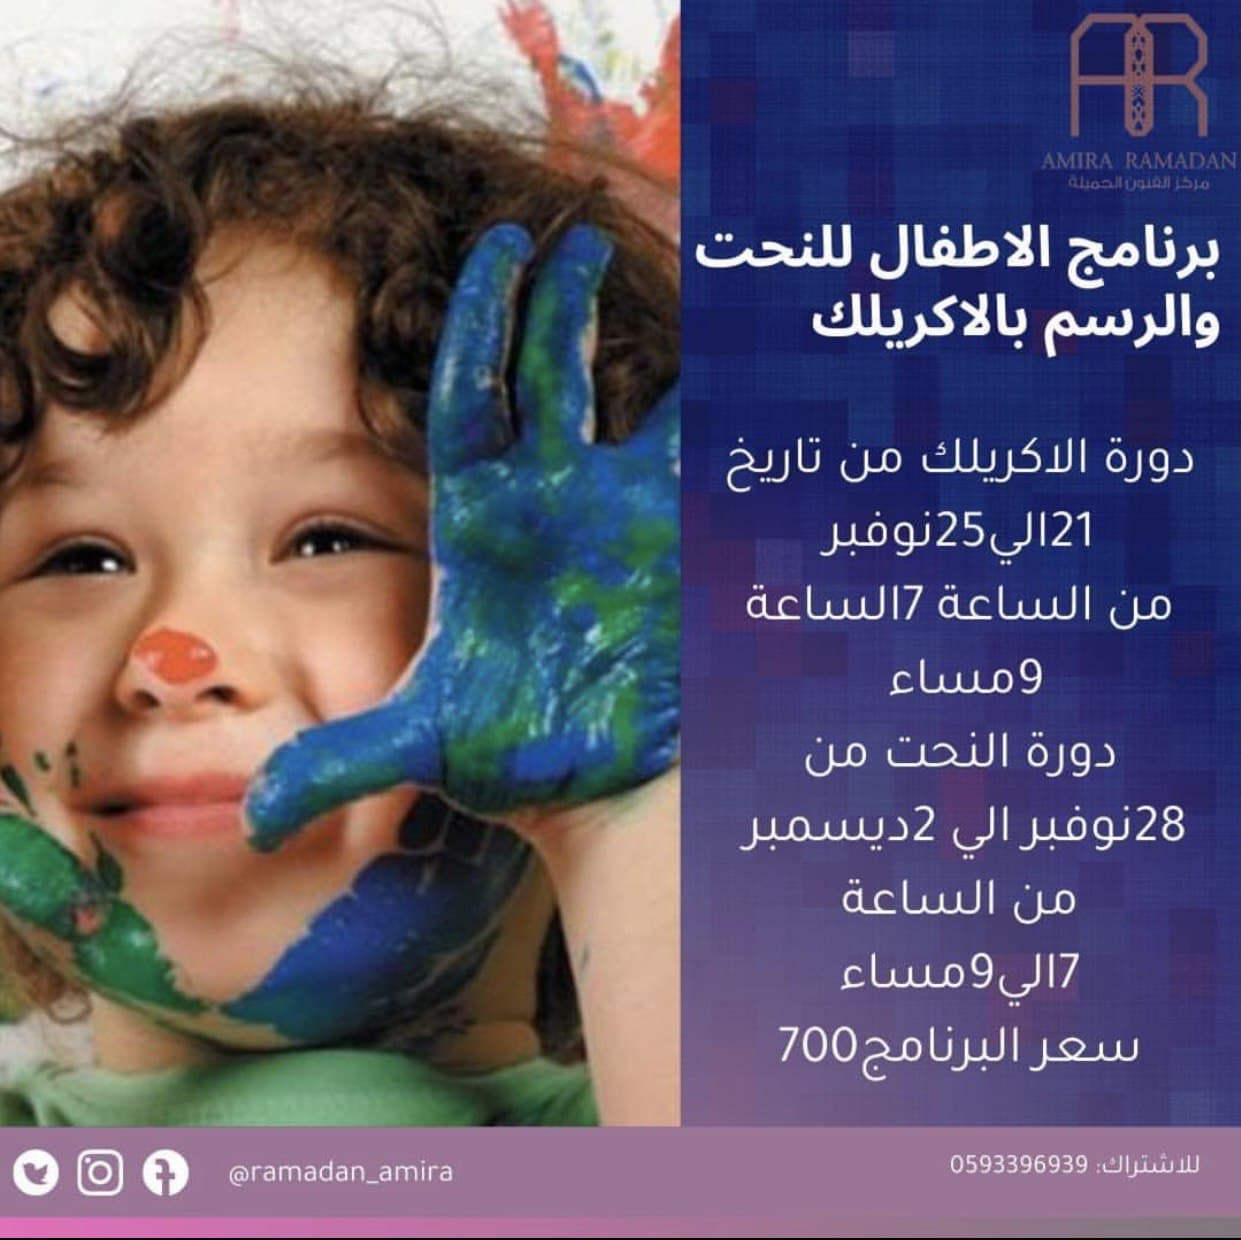 AMIRA RAMADAN
مركز الفنون الجميلة
برنامج الاطفال للنحت
والرسم بالاكريلك
دورة الاكريلك من تاريخ
21الي25نوفبر
من الساعة 7الساعة
9مساء
دورة النحت من
28نوفبر الي 2ديسمبر
من الساعة
7الي9مساء
سعر البرنامج700
@ramadan_amira
للاشتراك: 0593396939